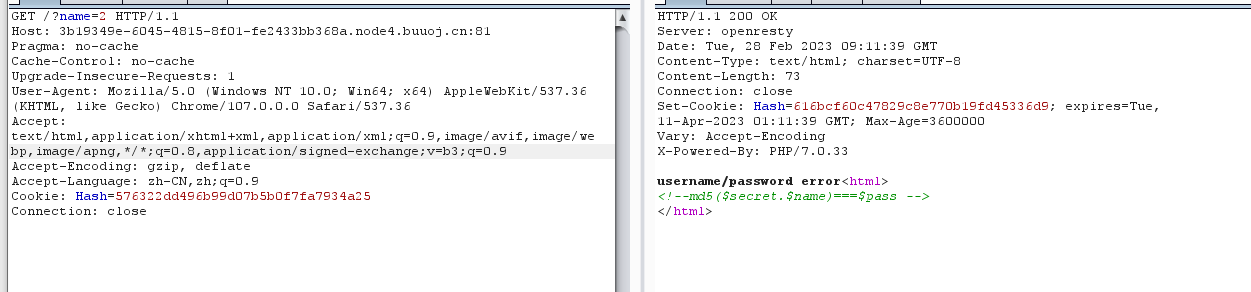 GET /?name=2 HTTP/1.1
Host: 3b19349e-6045-4815-8f01-fe2433bb368a.node4.buuoj.cn:81
Pragma: no-cache
Cache-Control: no-cache
Upgrade-Insecure-Requests: 1
User-Agent: Mozilla/5.0 (Windows NT 10.0; Win64; x64) AppleWebKit/537.36
(KHTML, like Gecko) Chrome/107.0.0.0 Safari/537.36
Accept:
text/html,application/xhtml+xml,application/xml;q=0.9,image/avif,image/we
bp,image/apng,*/*;q=0.8,application/signed-exchange;v=b3;q=0.9
Accept-Encoding: gzip, deflate
Accept-Language: zh-CN,zh;q=0.9
Cookie: Hash=576322dd496b99d07b5b0f7fa7934a25
Connection: close
HTTP/1.1 200 OK
Server: openresty
Date: Tue, 28 Feb 2023 09:11:39 GMT
Content-Type: text/html; charset=UTF-8
Content-Length: 73
Connection: close
Set-Cookie: Hash=616bcf60c47829c8e770b19fd45336d9; expires=Tue,
11-Apr-2023 01:11:39 GMT; Max-Age=3600000
Vary: Accept-Encoding
X-Powered-By: PHP/7.0.33
username/password error<html>
<!--md5($secret.$name)===$pass -->
</html>